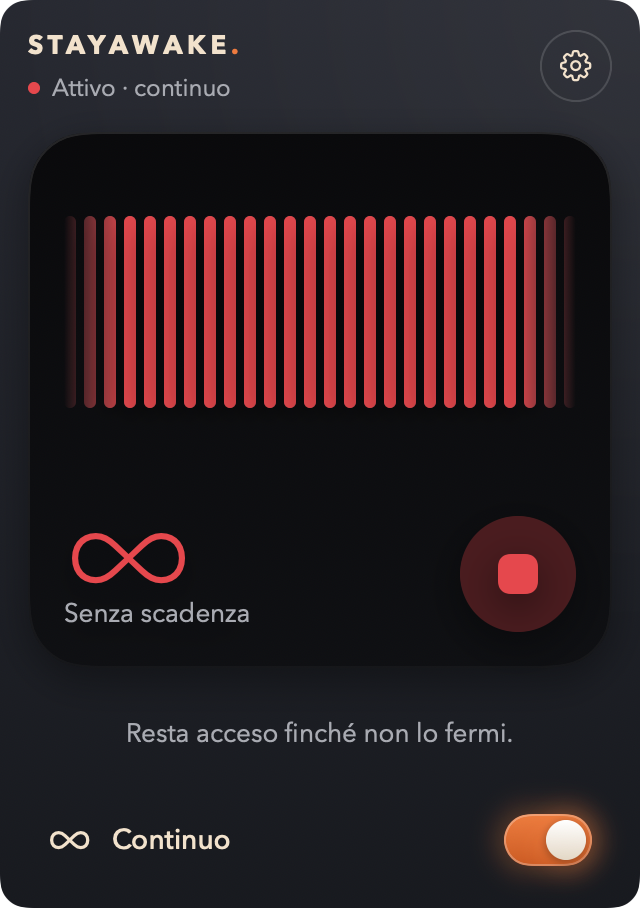 STAYAWAKE.
Attivo · continuo
Senza scadenza
Resta acceso finché non lo fermi.
Continuo